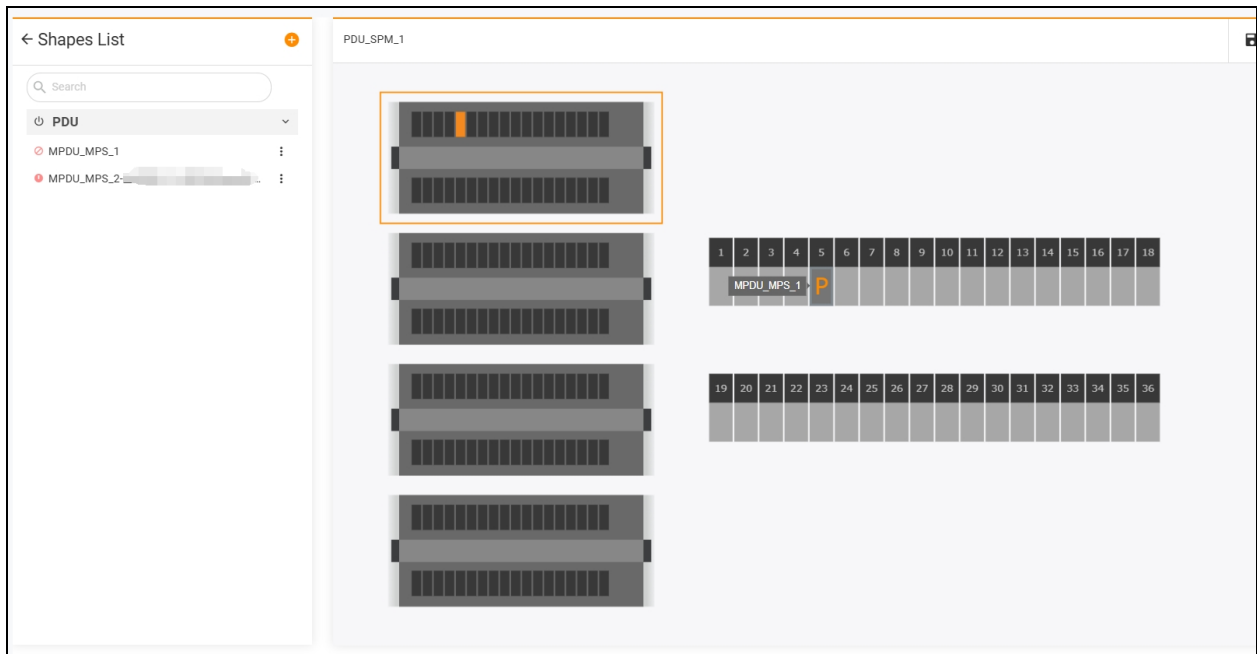 Shapes List
PDU_SPM_1
Search
PDU
MPDU_MPS_1
MPDU_MPS_2-
1 2 3 4 5 6 7 8 9 10 11 12 13 14 15 16 17 18
MPDU_MPS_1 P
19 20 21 22 23 24 25 26 27 28 29 30 31 32 33 34 35 36